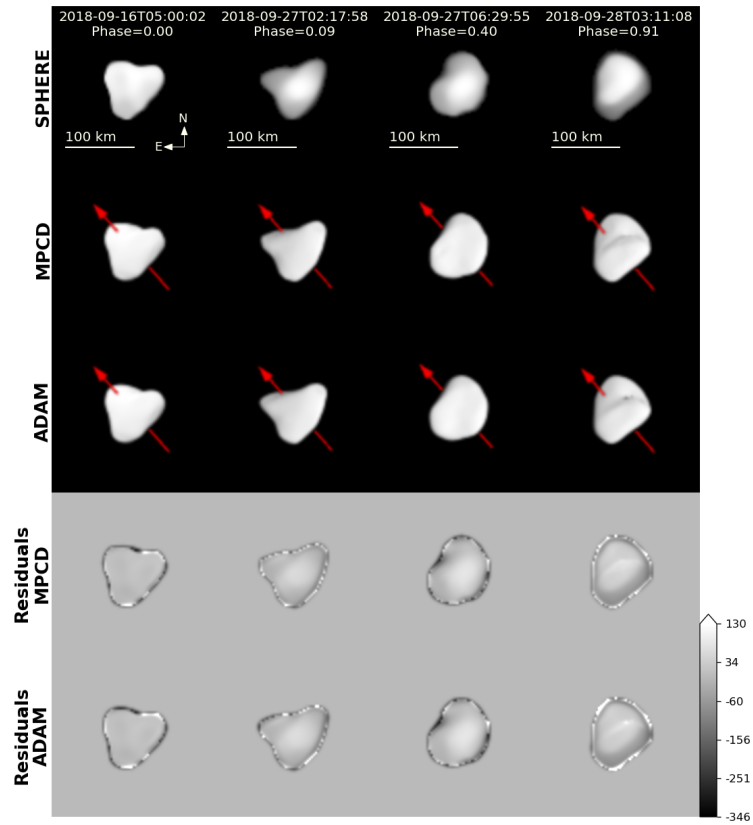 2018-09-16T05:00:02 2018-09-27T02:17:58 2018-09-27T06:29:55 2018-09-28T03:11:08
Phase=0.00 Phase=0.09 Phase=0.40 Phase=0.91
SPHERE
N
100 km E 100 km 100 km 100 km
MPCD
ADAM
Residuals
MPCD
130
34
Residuals
ADAM
-60
-156
-251
-346